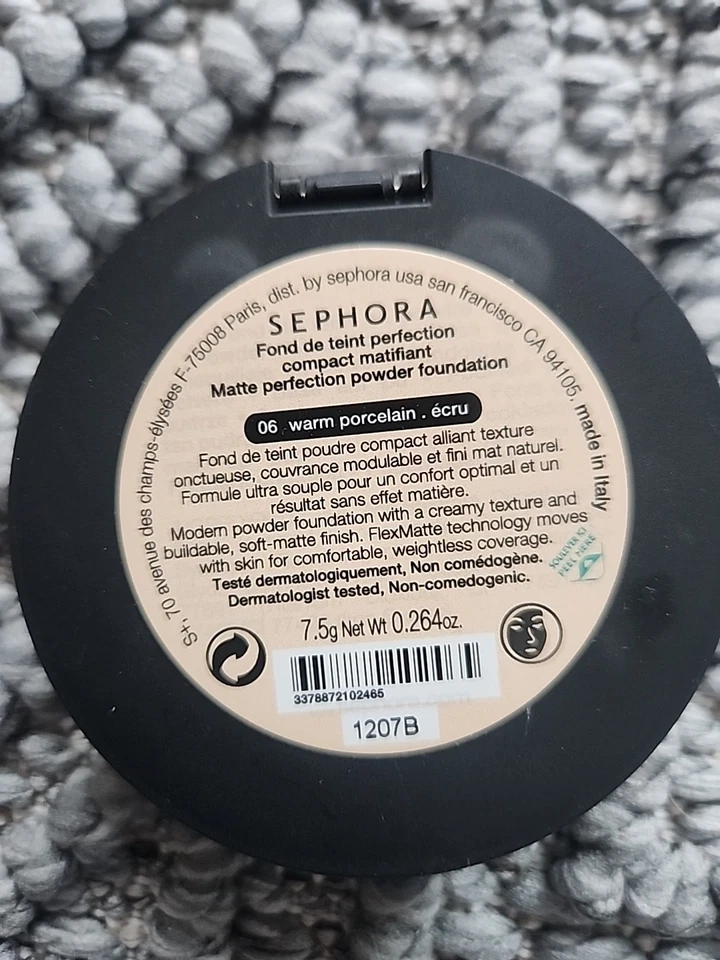 S+, 70 avenue des champs-élysées F-75008 Paris, dist. by sephora usa san francisco CA 94105. made in Italy
SEPHORA
Fond de teint perfection
compact matifiant
Matte perfection powder foundation
06 warm porcelain . écru
Fond de teint poudre compact alliant texture
onctueuse, couvrance modulable et fini mat naturel.
Formule ultra souple pour un confort optimal et un
résultat sans effet matière.
Modern powder foundation with a creamy texture and
buildable, soft-matte finish. FlexMatte technology moves
with skin for comfortable, weightless coverage.
Testé dermatologiquement, Non comédogène.
Dermatologist tested, Non-comedogenic.
SOULEVER ICI
PEEL HERE
7.5g Net Wt 0.264oz.
3378872102465
1207B